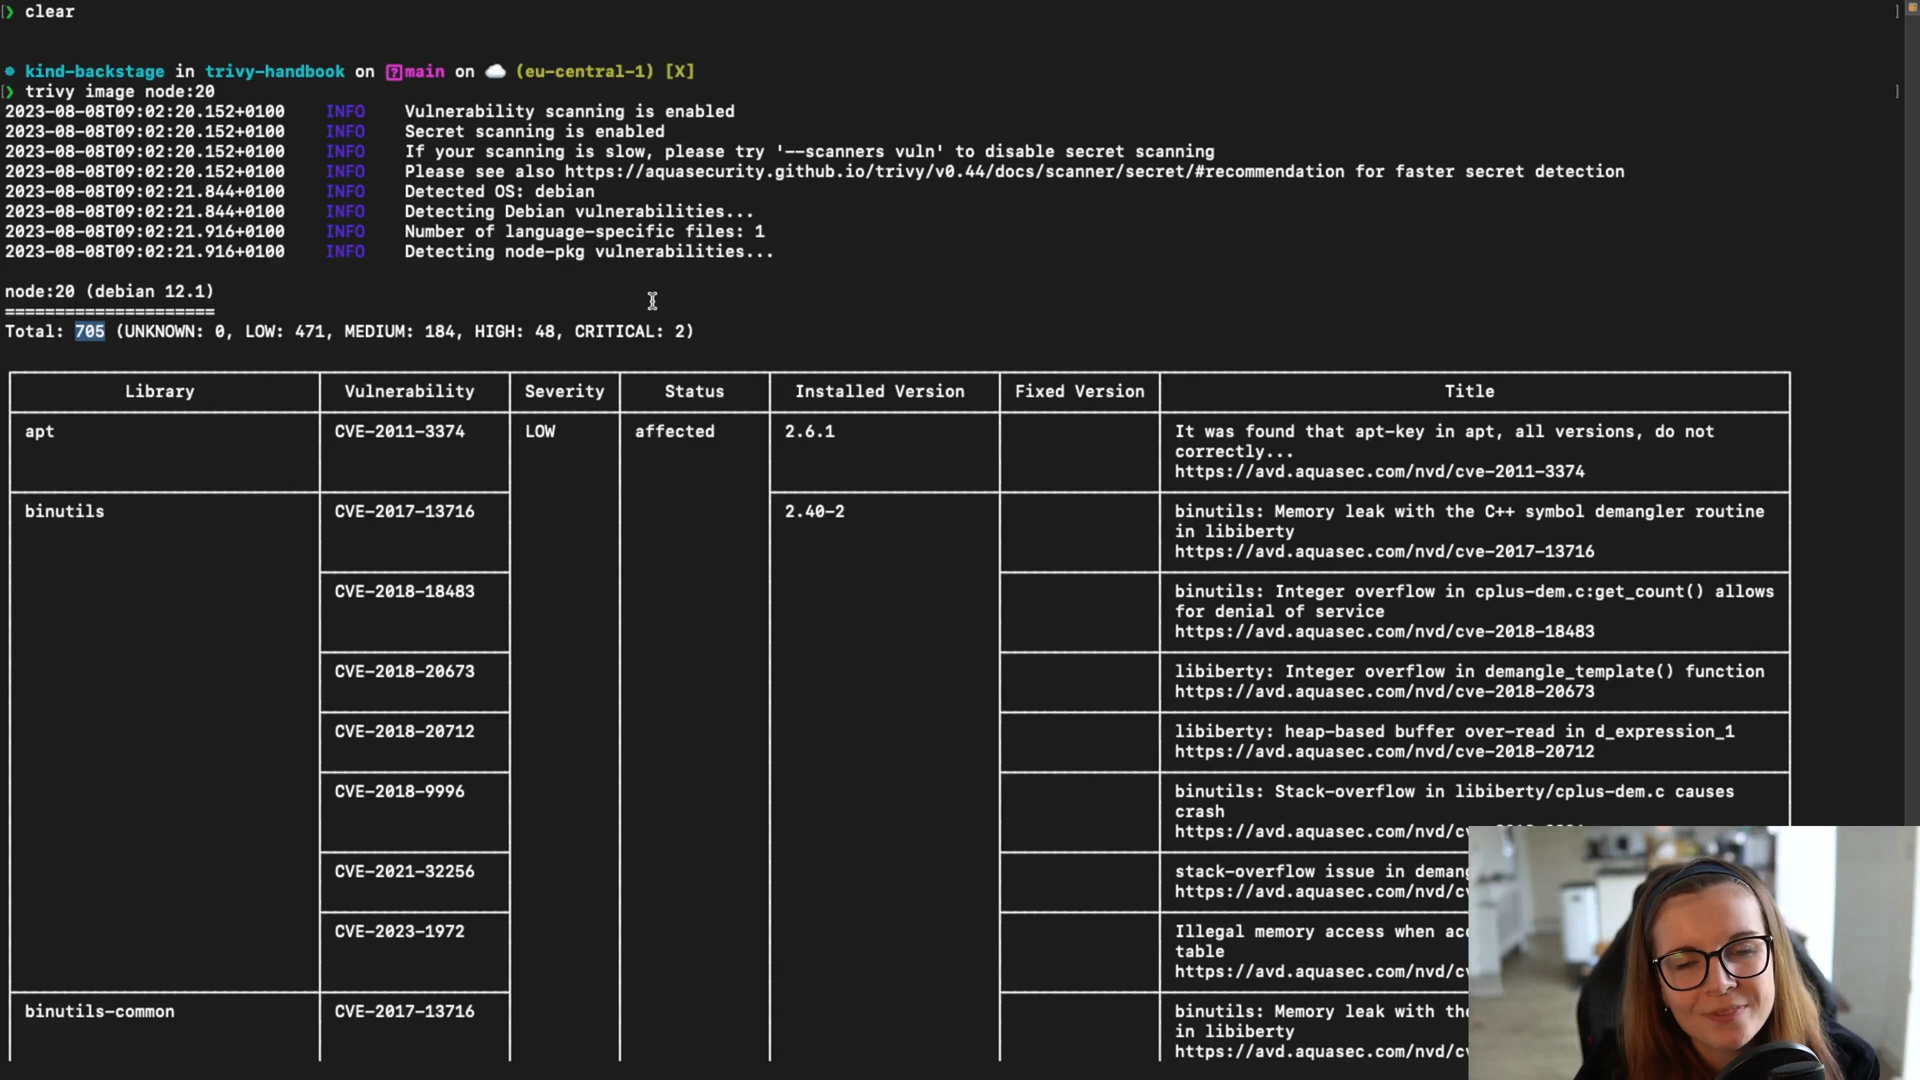 ❯ clear
kind-backstage in trivy-handbook on main on (eu-central-1) [X]
❯ trivy image node:20
2023-08-08T09:02:20.152+0100 INFO Vulnerability scanning is enabled
2023-08-08T09:02:20.152+0100 INFO Secret scanning is enabled
2023-08-08T09:02:20.152+0100 INFO If your scanning is slow, please try '--scanners vuln' to disable secret scanning
2023-08-08T09:02:20.152+0100 INFO Please see also https://aquasecurity.github.io/trivy/v0.44/docs/scanner/secret/#recommendation for faster secret detection
2023-08-08T09:02:21.844+0100 INFO Detected OS: debian
2023-08-08T09:02:21.844+0100 INFO Detecting Debian vulnerabilities...
2023-08-08T09:02:21.916+0100 INFO Number of language-specific files: 1
2023-08-08T09:02:21.916+0100 INFO Detecting node-pkg vulnerabilities...
node:20 (debian 12.1)
=====================
Total: 705 (UNKNOWN: 0, LOW: 471, MEDIUM: 184, HIGH: 48, CRITICAL: 2)
Library Vulnerability Severity Status Installed Version Fixed Version Title
apt CVE-2011-3374 LOW affected 2.6.1 It was found that apt-key in apt, all versions, do not
correctly...
https://avd.aquasec.com/nvd/cve-2011-3374
binutils CVE-2017-13716 2.40-2 binutils: Memory leak with the C++ symbol demangler routine
in libiberty
https://avd.aquasec.com/nvd/cve-2017-13716
CVE-2018-18483 binutils: Integer overflow in cplus-dem.c:get_count() allows
for denial of service
https://avd.aquasec.com/nvd/cve-2018-18483
CVE-2018-20673 libiberty: Integer overflow in demangle_template() function
https://avd.aquasec.com/nvd/cve-2018-20673
CVE-2018-20712 libiberty: heap-based buffer over-read in d_expression_1
https://avd.aquasec.com/nvd/cve-2018-20712
CVE-2018-9996 binutils: Stack-overflow in libiberty/cplus-dem.c causes
crash
https://avd.aquasec.com/nvd/cv
CVE-2021-32256 stack-overflow issue in demang
https://avd.aquasec.com/nvd/cv
CVE-2023-1972 Illegal memory access when acc
table
https://avd.aquasec.com/nvd/cv
binutils-common CVE-2017-13716 binutils: Memory leak with the
in libiberty
https://avd.aquasec.com/nvd/cv